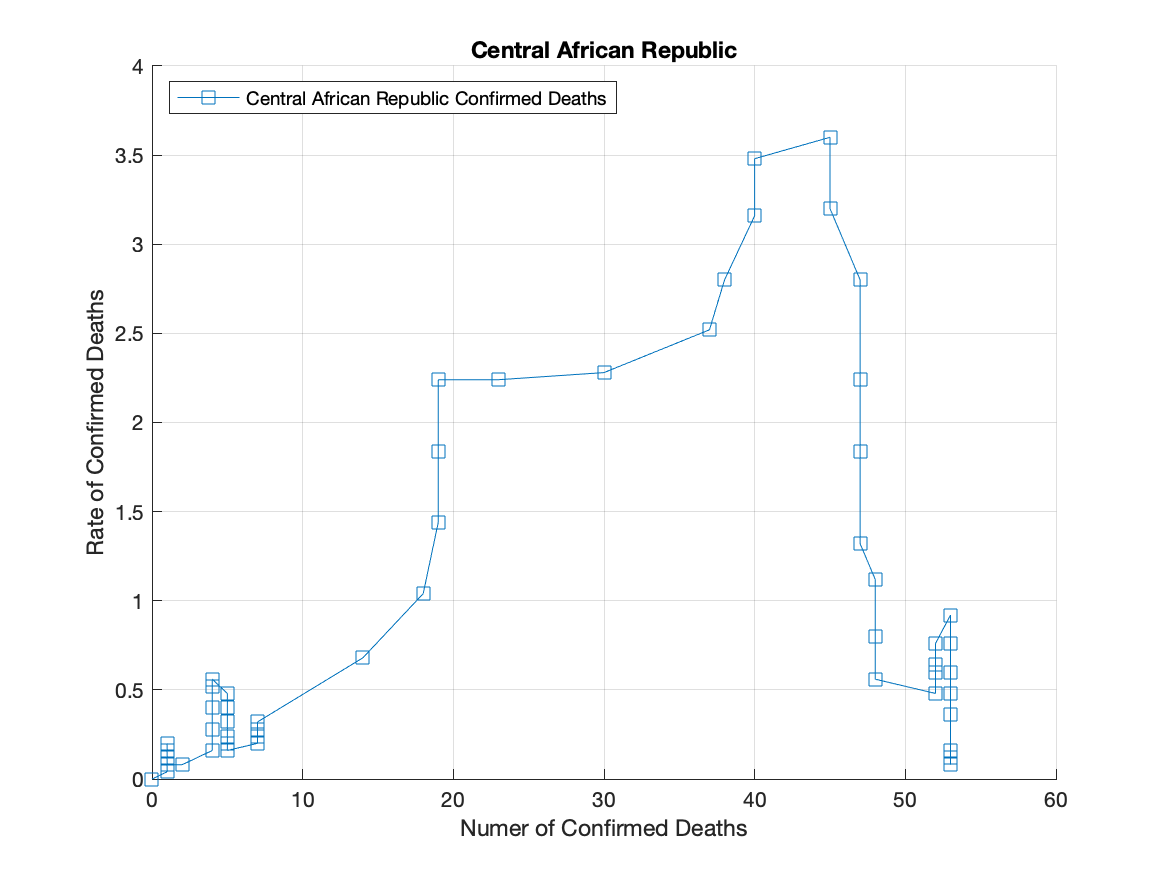 Central African Republic
4
Central African Republic Confirmed Deaths
3.5
3
2.5
2
1.5
1
0.5
0
Rate of Confirmed Deaths
0 10 20 30 40 50 60
Numer of Confirmed Deaths